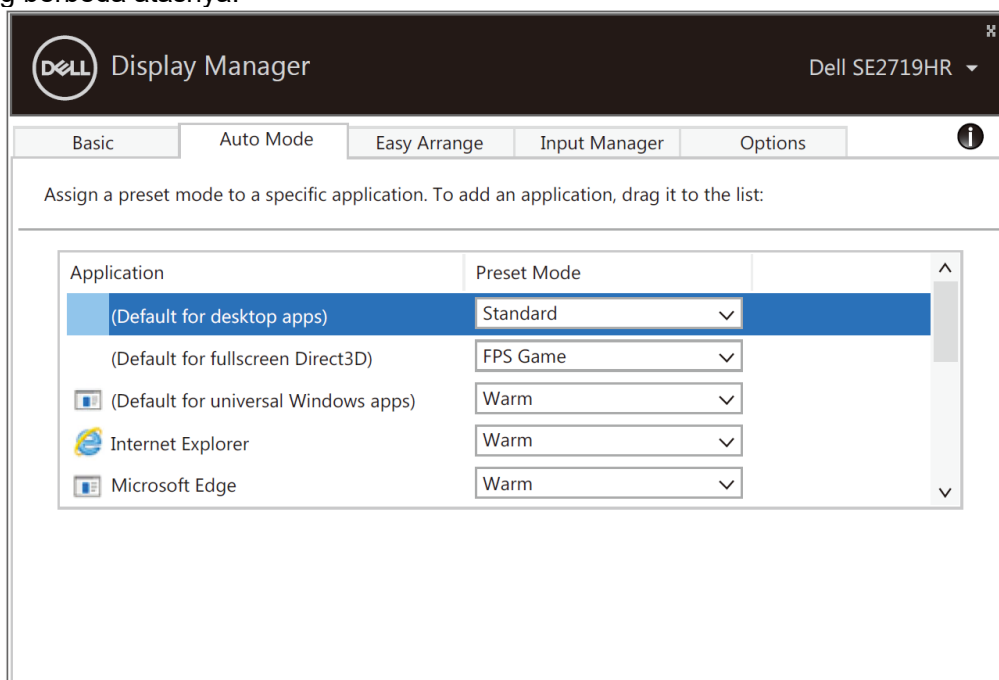 g berbeda atasnya.
DELL Display Manager
Dell SE2719HR
Basic Auto Mode Easy Arrange Input Manager Options
Assign a preset mode to a specific application. To add an application, drag it to the list:
Application Preset Mode
(Default for desktop apps) Standard
(Default for fullscreen Direct3D) FPS Game
(Default for universal Windows apps) Warm
Internet Explorer Warm
Microsoft Edge Warm